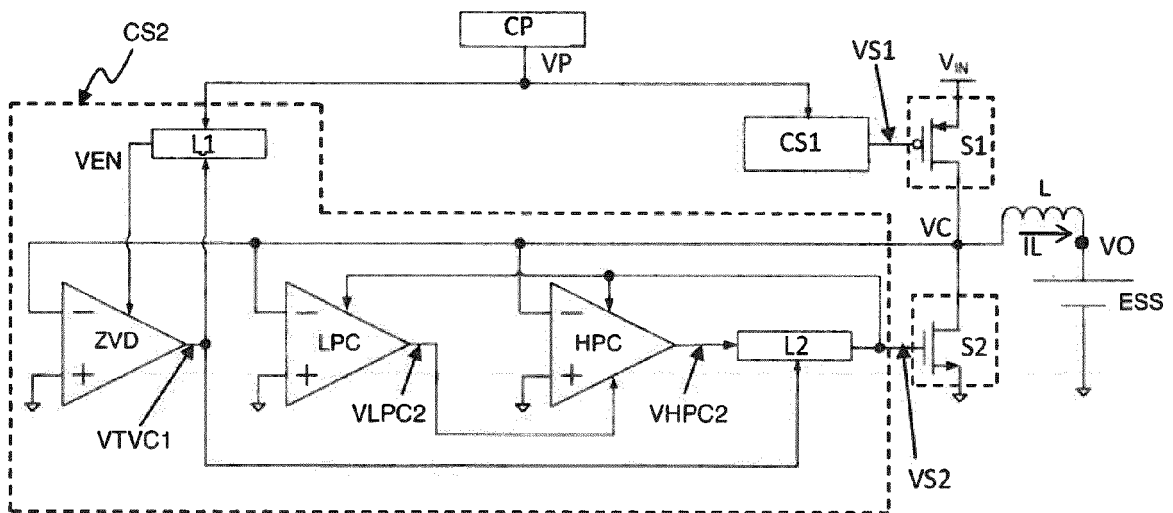 CS2
CP
VP
VS1
V_IN
L1
VEN
CS1
S1
L
VC
IL
VO
ESS
−
ZVD
+
−
LPC
+
−
HPC
+
L2
S2
VTVC1
VLPC2
VHPC2
VS2